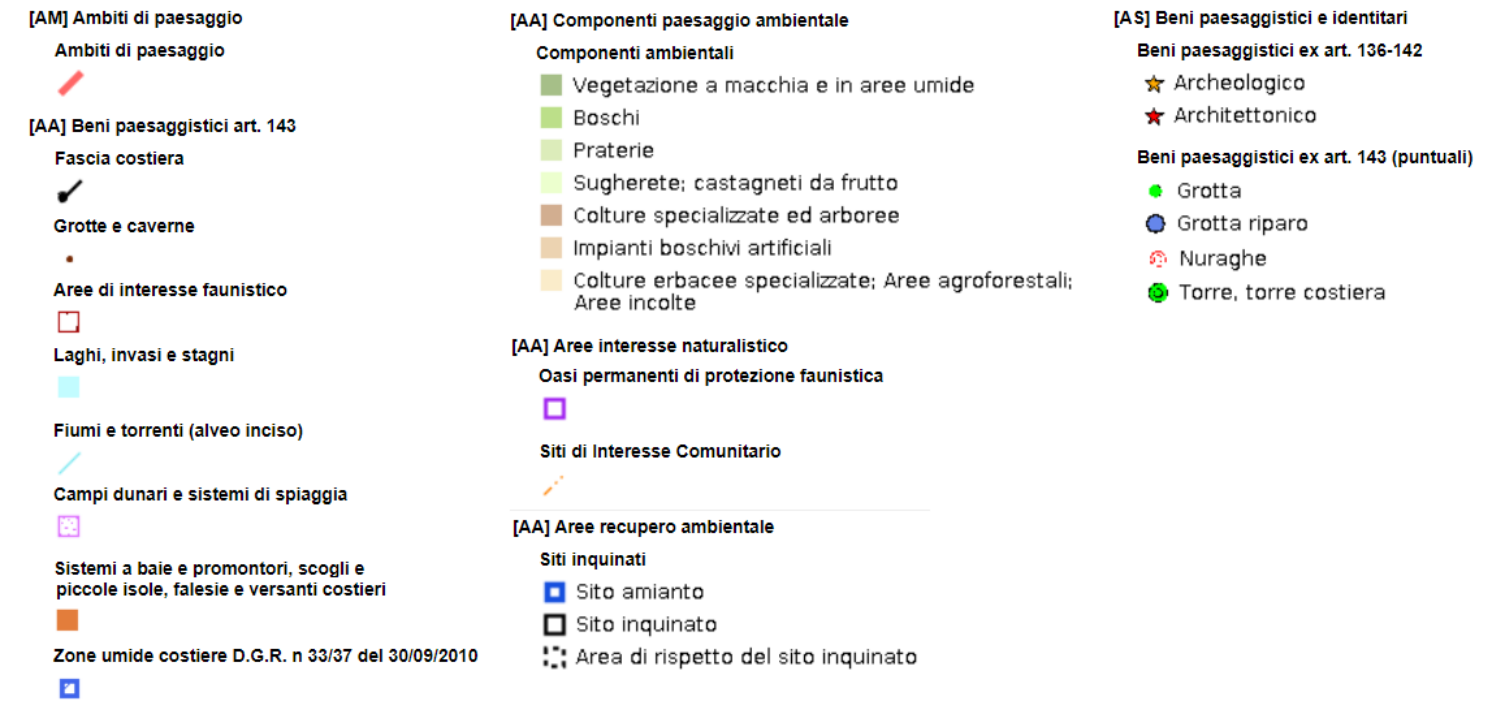 [AM] Ambiti di paesaggio
Ambiti di paesaggio
[AA] Beni paesaggistici art. 143
Fascia costiera
Grotte e caverne
Aree di interesse faunistico
Laghi, invasi e stagni
Fiumi e torrenti (alveo inciso)
Campi dunari e sistemi di spiaggia
Sistemi a baie e promontori, scogli e
piccole isole, falesie e versanti costieri
Zone umide costiere D.G.R. n 33/37 del 30/09/2010
[AA] Componenti paesaggio ambientale
Componenti ambientali
Vegetazione a macchia e in aree umide
Boschi
Praterie
Sugherete; castagneti da frutto
Colture specializzate ed arboree
Impianti boschivi artificiali
Colture erbacee specializzate; Aree agroforestali;
Aree incolte
[AA] Aree interesse naturalistico
Oasi permanenti di protezione faunistica
Siti di Interesse Comunitario
[AA] Aree recupero ambientale
Siti inquinati
Sito amianto
Sito inquinato
Area di rispetto del sito inquinato
[AS] Beni paesaggistici e identitari
Beni paesaggistici ex art. 136-142
Archeologico
Architettonico
Beni paesaggistici ex art. 143 (puntuali)
Grotta
Grotta riparo
Nuraghe
Torre, torre costiera